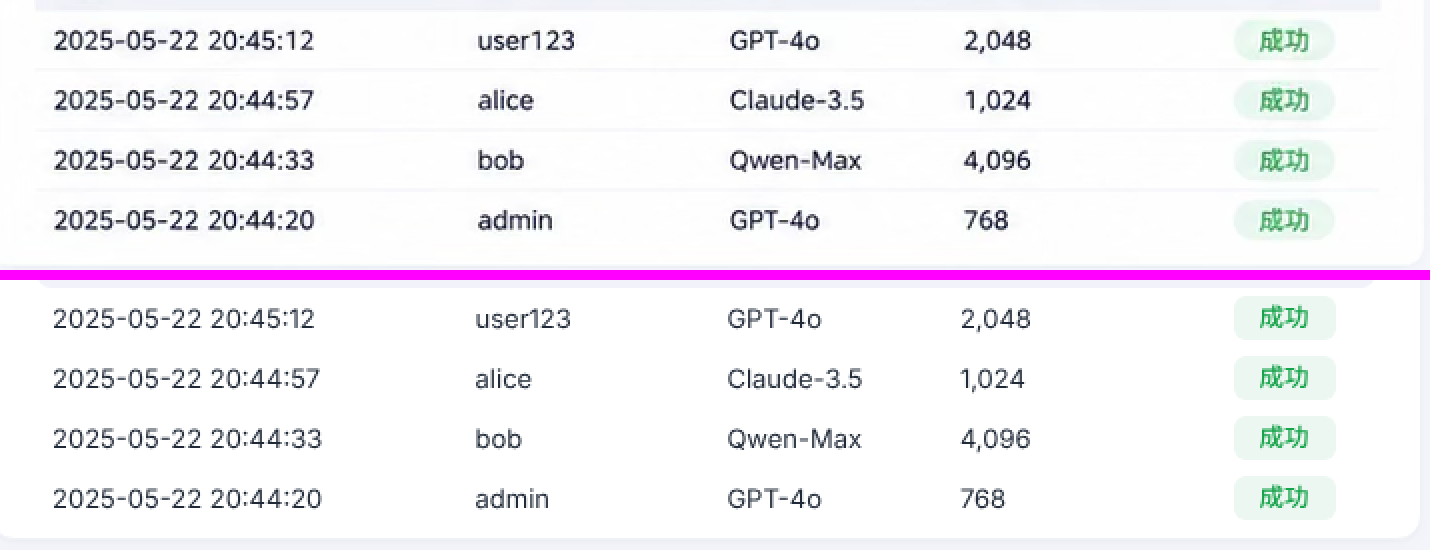 2025-05-22 20:45:12 user123 GPT-4o 2,048 成功
2025-05-22 20:44:57 alice Claude-3.5 1,024 成功
2025-05-22 20:44:33 bob Qwen-Max 4,096 成功
2025-05-22 20:44:20 admin GPT-4o 768 成功
2025-05-22 20:45:12 user123 GPT-4o 2,048 成功
2025-05-22 20:44:57 alice Claude-3.5 1,024 成功
2025-05-22 20:44:33 bob Qwen-Max 4,096 成功
2025-05-22 20:44:20 admin GPT-4o 768 成功